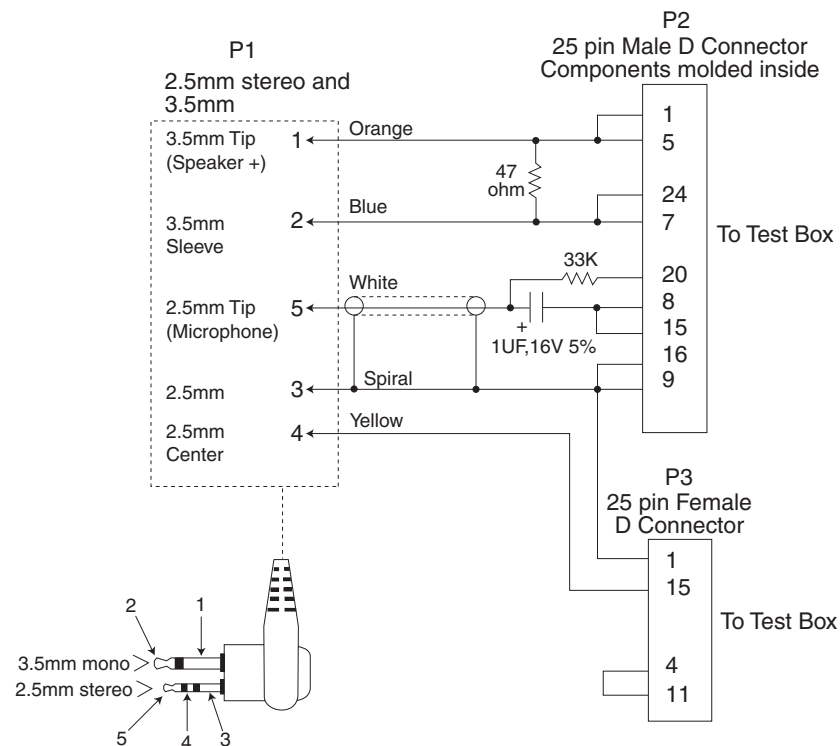 P1
2.5mm stereo and
3.5mm
3.5mm Tip
(Speaker +)
1
Orange
3.5mm
Sleeve
2
Blue
47
ohm
2.5mm Tip
(Microphone)
5
White
33K
+
1UF,16V 5%
2.5mm
3
Spiral
2.5mm
Center
4
Yellow
P2
25 pin Male D Connector
Components molded inside
1
5
24
7
20
8
15
16
9
To Test Box
P3
25 pin Female
D Connector
1
15
4
11
To Test Box
2
1
3.5mm mono
2.5mm stereo
5
4
3